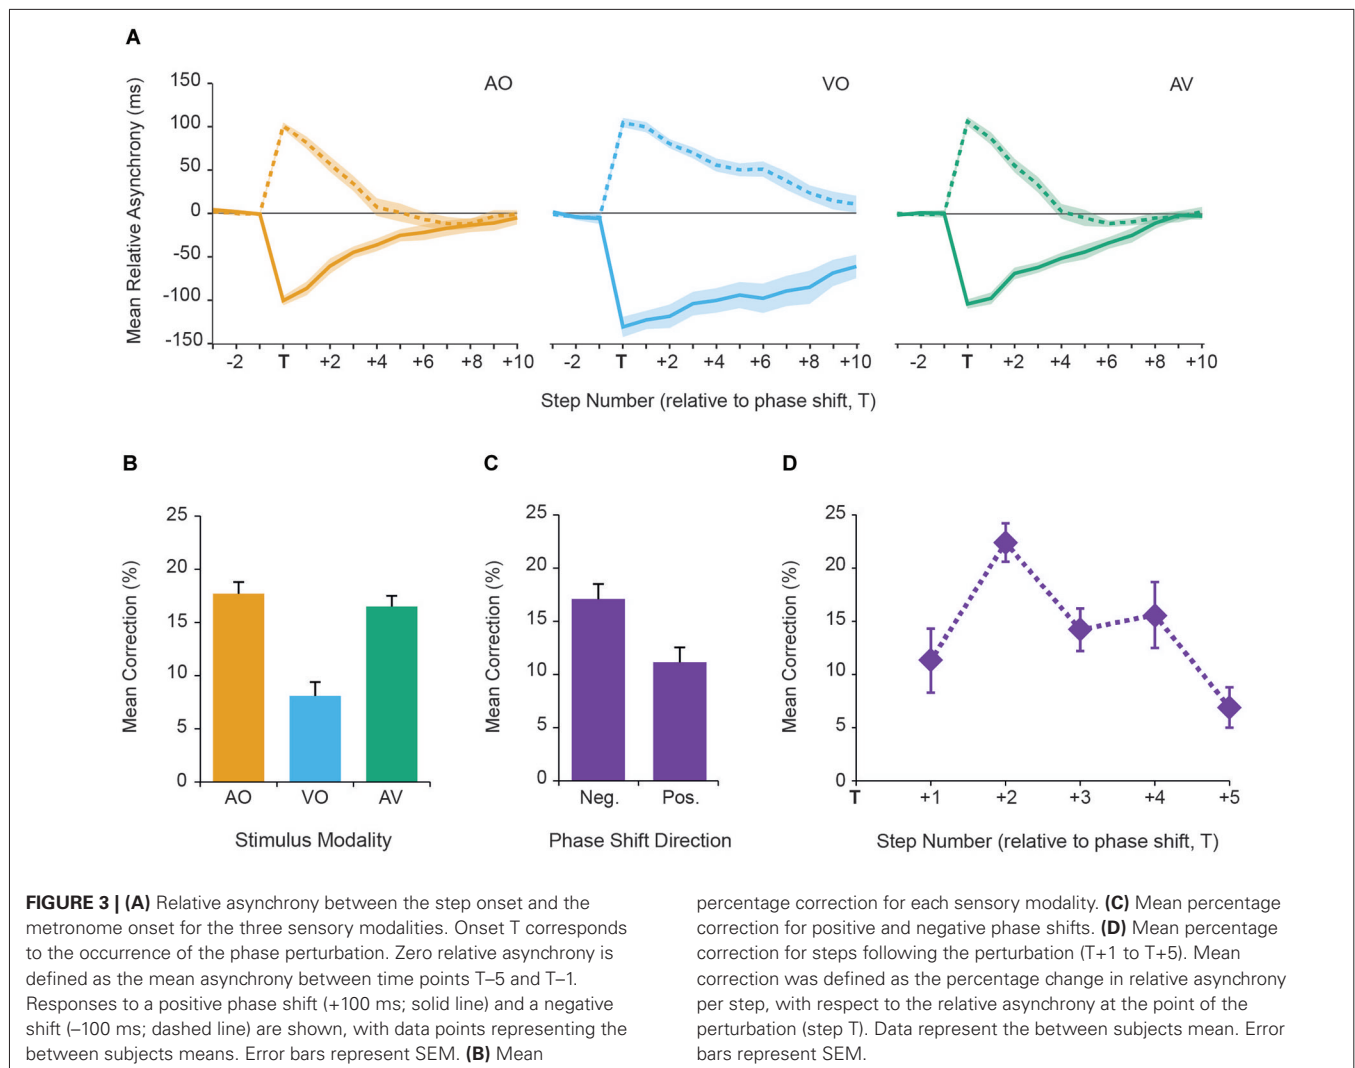 A
Mean Relative Asynchrony (ms)
150
100
50
0
-50
-100
-150
AO
VO
AV
-2 T +2 +4 +6 +8 +10
-2 T +2 +4 +6 +8 +10
-2 T +2 +4 +6 +8 +10
Step Number (relative to phase shift, T)
B
Mean Correction (%)
25
20
15
10
5
0
AO VO AV
Stimulus Modality
C
Mean Correction (%)
25
20
15
10
5
0
Neg. Pos.
Phase Shift Direction
D
Mean Correction (%)
25
20
15
10
5
0
T +1 +2 +3 +4 +5
Step Number (relative to phase shift, T)
FIGURE 3 | (A) Relative asynchrony between the step onset and the
metronome onset for the three sensory modalities. Onset T corresponds
to the occurrence of the phase perturbation. Zero relative asynchrony is
defined as the mean asynchrony between time points T–5 and T–1.
Responses to a positive phase shift (+100 ms; solid line) and a negative
shift (–100 ms; dashed line) are shown, with data points representing the
between subjects means. Error bars represent SEM. (B) Mean
percentage correction for each sensory modality. (C) Mean percentage
correction for positive and negative phase shifts. (D) Mean percentage
correction for steps following the perturbation (T+1 to T+5). Mean
correction was defined as the percentage change in relative asynchrony
per step, with respect to the relative asynchrony at the point of the
perturbation (step T). Data represent the between subjects mean. Error
bars represent SEM.